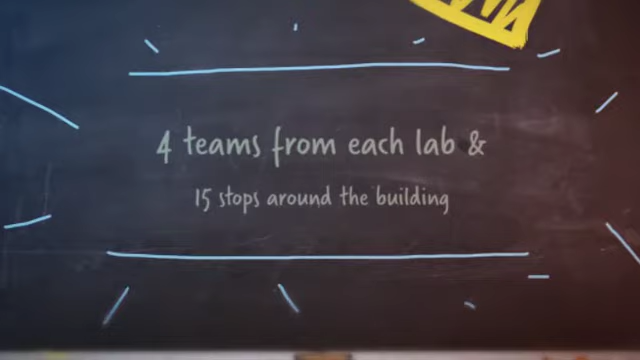 4 teams from each lab &
15 stops around the building